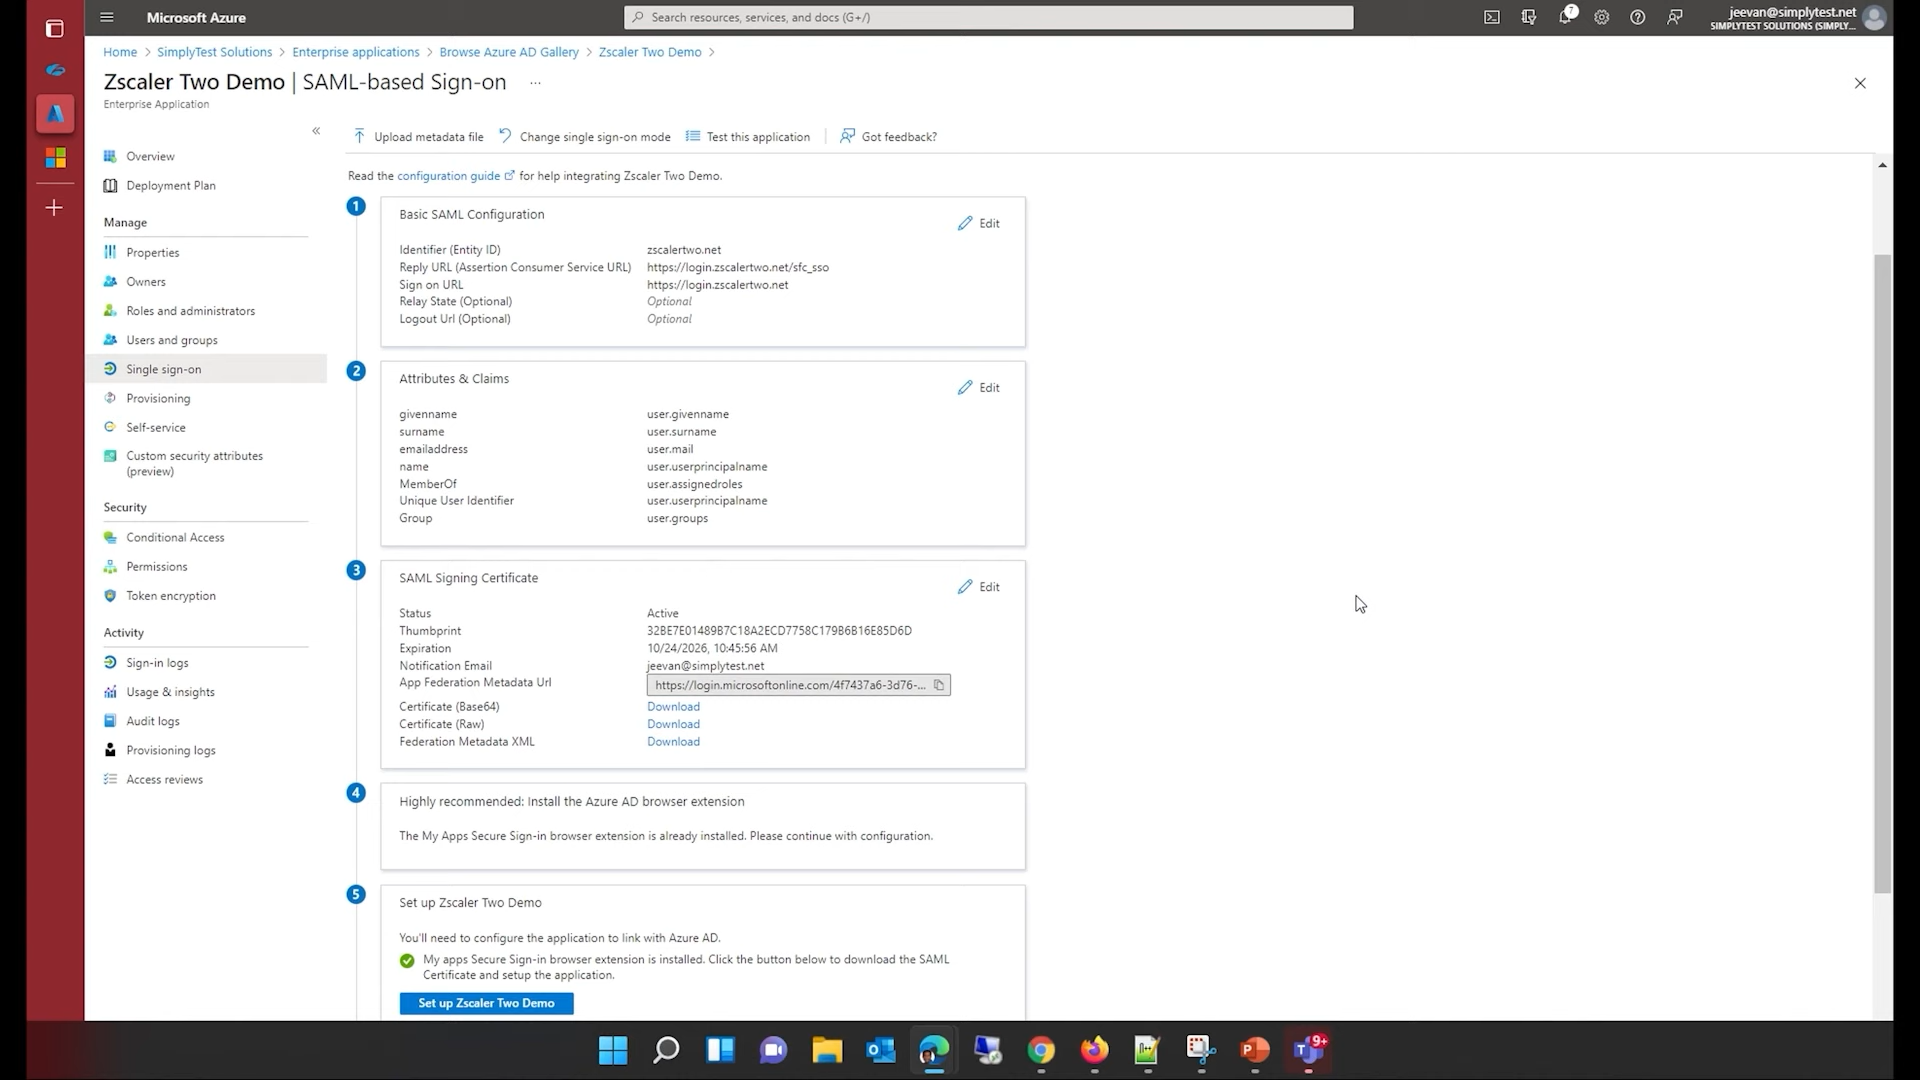 Microsoft Azure
Search resources, services, and docs (G+/)
7
jeevan@simplytest.net
SIMPLYTEST SOLUTIONS (SIMPLY...
Home > SimplyTest Solutions > Enterprise applications > Browse Azure AD Gallery > Zscaler Two Demo >
Zscaler Two Demo | SAML-based Sign-on ...
Enterprise Application
Upload metadata file
Change single sign-on mode
Test this application
Got feedback?
Overview
Deployment Plan
Manage
Properties
Owners
Roles and administrators
Users and groups
Single sign-on
Provisioning
Self-service
Custom security attributes
(preview)
Security
Conditional Access
Permissions
Token encryption
Activity
Sign-in logs
Usage & insights
Audit logs
Provisioning logs
Access reviews
Read the configuration guide for help integrating Zscaler Two Demo.
1
Basic SAML Configuration
Edit
Identifier (Entity ID) zscalertwo.net
Reply URL (Assertion Consumer Service URL) https://login.zscalertwo.net/sfc_sso
Sign on URL https://login.zscalertwo.net
Relay State (Optional) Optional
Logout Url (Optional) Optional
2
Attributes & Claims
Edit
givenname user.givenname
surname user.surname
emailaddress user.mail
name user.userprincipalname
MemberOf user.assignedroles
Unique User Identifier user.userprincipalname
Group user.groups
3
SAML Signing Certificate
Edit
Status Active
Thumbprint 32BE7E01489B7C18A2ECD7758C179B6B16E85D6D
Expiration 10/24/2026, 10:45:56 AM
Notification Email jeevan@simplytest.net
App Federation Metadata Url https://login.microsoftonline.com/4f7437a6-3d76-...
Certificate (Base64) Download
Certificate (Raw) Download
Federation Metadata XML Download
4
Highly recommended: Install the Azure AD browser extension
The My Apps Secure Sign-in browser extension is already installed. Please continue with configuration.
5
Set up Zscaler Two Demo
You'll need to configure the application to link with Azure AD.
My apps Secure Sign-in browser extension is installed. Click the button below to download the SAML
Certificate and setup the application.
Set up Zscaler Two Demo
9+